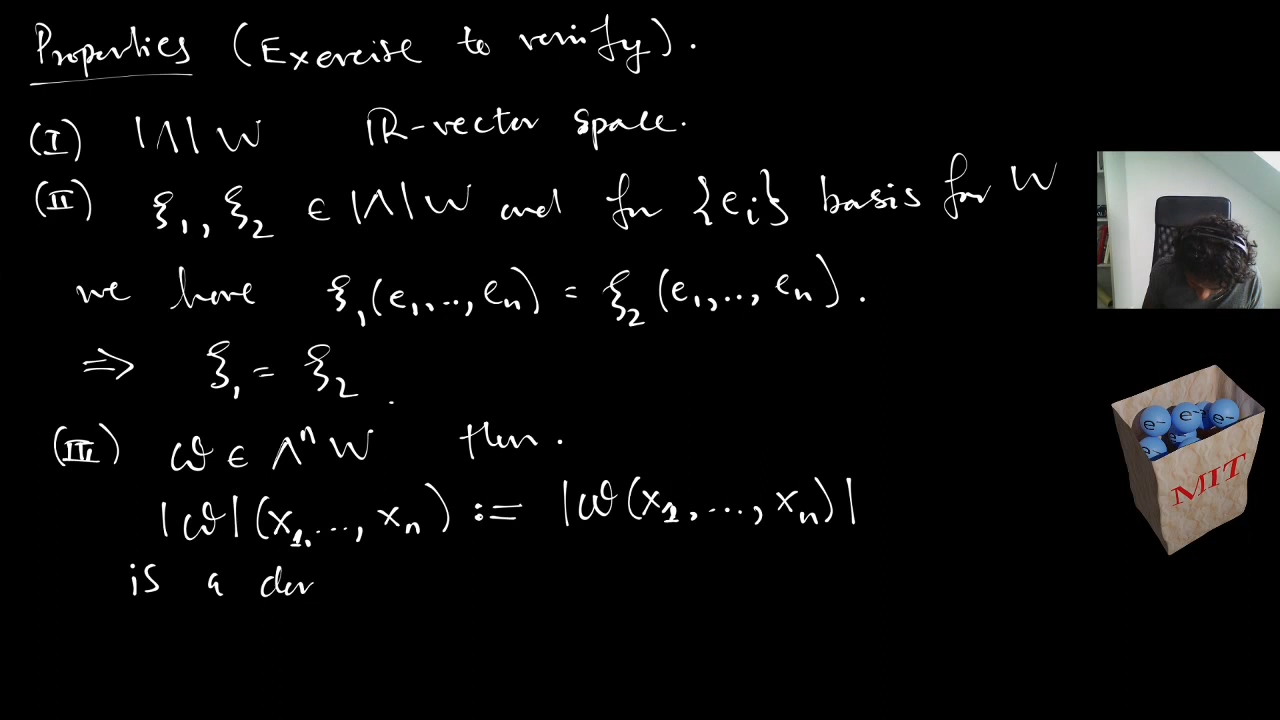 Properties (Exercise to verify).
(I) |Λ|W ℝ-vector space.
(II) ξ₁, ξ₂ ∈ |Λ|W and for {eᵢ} basis for W
we have ξ₁(e₁,..,eₙ) = ξ₂(e₁,..,eₙ).
⇒ ξ₁ = ξ₂.
(III) ω ∈ ΛⁿW then.
|ω|(x₁,...,xₙ) := |ω(x₁,...,xₙ)|
is a den
e⁻ e⁻ e⁻
e⁻
MIT